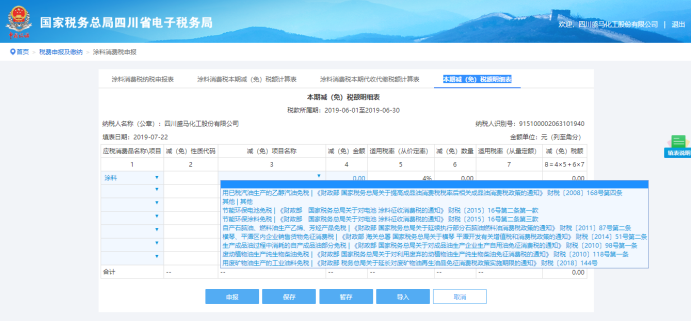 国家税务总局四川省电子税务局
欢迎，四川盛马化工股份有限公司 | 退出
首页 > 税费申报及缴纳 > 涂料消费税申报
涂料消费税纳税申报表 涂料消费税本期减（免）税额计算表 涂料消费税本期代收代缴税额计算表 本期减（免）税额明细表
本期减（免）税额明细表
税款所属期：2019-06-01至2019-06-30
纳税人名称（公章）：四川盛马化工股份有限公司 纳税人识别号：915100002063101940
填表日期：2019-07-22 金额单位：元（列至角分）
应税消费品名称\项目 减（免）性质代码 减（免）项目名称 减（免）金额 适用税率（从价定率） 减（免）数量 适用税率（从量定额） 减（免）税额
1 2 3 4 5 6 7 8=4×5+6×7
涂料 0.00 4% 0.00 0.00
用已税汽油生产的乙醇汽油免税 | 《财政部 国家税务总局关于提高成品油消费税税率后相关成品油消费税政策的通知》 财税〔2008〕168号第四条
其他 | 其他
节能环保电池免税 | 《财政部 国家税务总局关于对电池 涂料征收消费税的通知》 财税〔2015〕16号第二条第一款
节能环保涂料免税 | 《财政部 国家税务总局关于对电池 涂料征收消费税的通知》 财税〔2015〕16号第二条第三款
自产石脑油、燃料油生产乙烯、芳烃产品免税 | 《财政部 国家税务总局关于延续执行部分石脑油燃料油消费税政策的通知》 财税〔2011〕87号第二条
横琴、平潭区内企业销售货物免征消费税 | 《财政部 海关总署 国家税务总局关于横琴 平潭开发有关增值税和消费税政策的通知》 财税〔2014〕51号第二条
生产成品油过程中消耗的自产成品油部分免税 | 《财政部 国家税务总局关于对成品油生产企业生产自用油免征消费税的通知》 财税〔2010〕98号第一条
废动植物油生产纯生物柴油免税 | 《财政部 国家税务总局关于对利用废弃的动植物油生产纯生物柴油免征消费税的通知》 财税〔2010〕118号第一条
用废矿物油生产的工业油料免税 | 《财政部 税务总局关于延长对废矿物油再生油品免征消费税政策实施期限的通知》 财税〔2018〕144号
合计 -- -- -- -- 0.00
申报 保存 暂存 导入 取消
填表说明